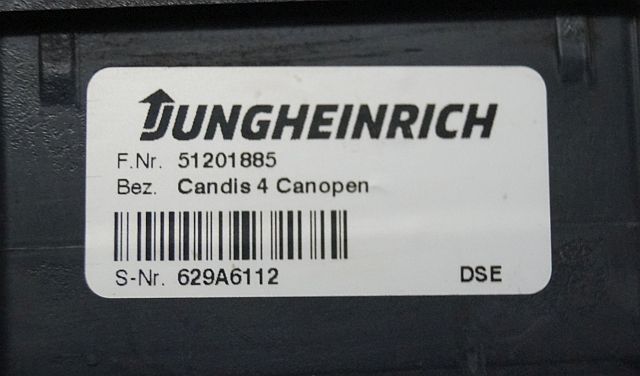 JUNGHEINRICH
F.Nr. 51201885
Bez. Candis 4 Canopen
S-Nr. 629A6112 DSE